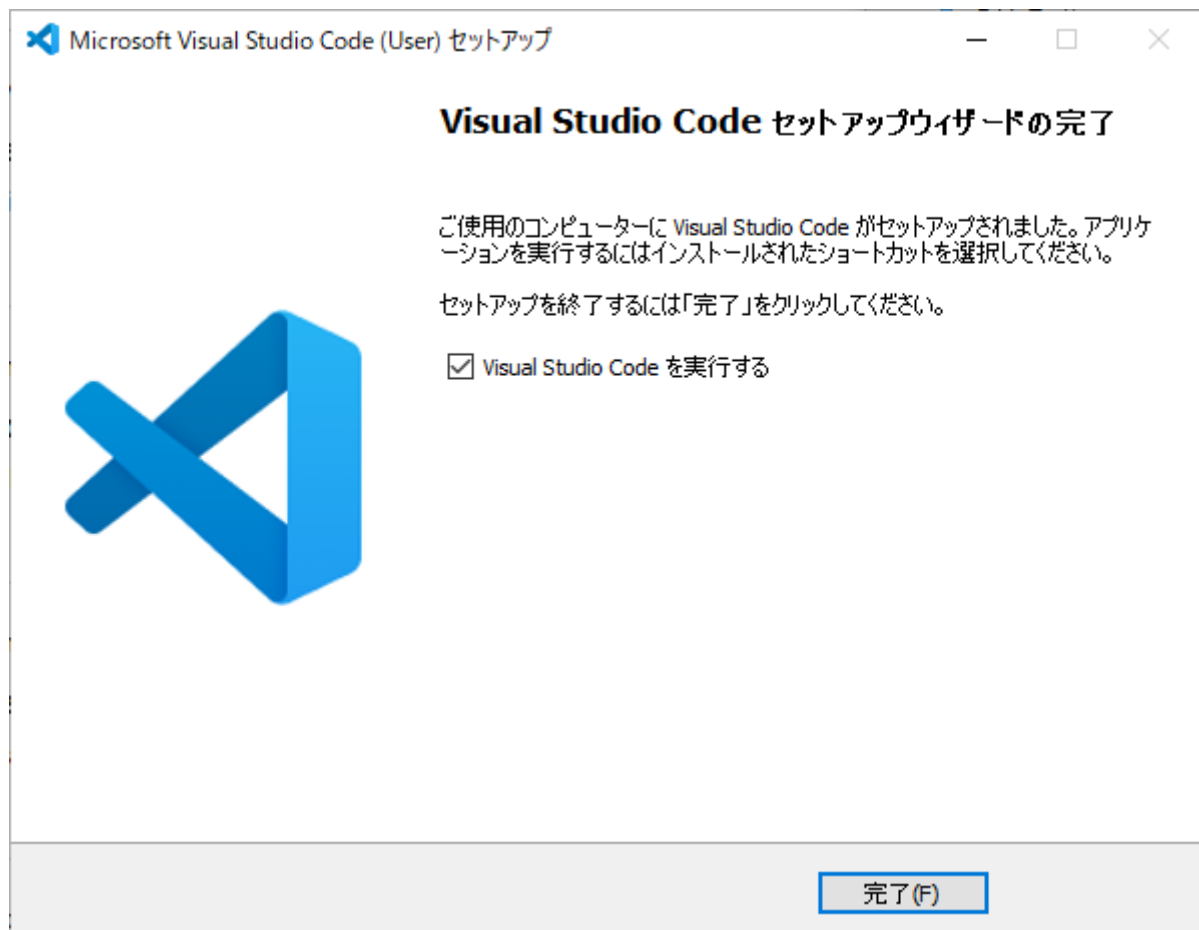 Microsoft Visual Studio Code (User) セットアップ
Visual Studio Code セットアップウィザードの完了
ご使用のコンピューターに Visual Studio Code がセットアップされました。アプリケ
ーションを実行するにはインストールされたショートカットを選択してください。
セットアップを終了するには「完了」をクリックしてください。
Visual Studio Code を実行する
完了(F)